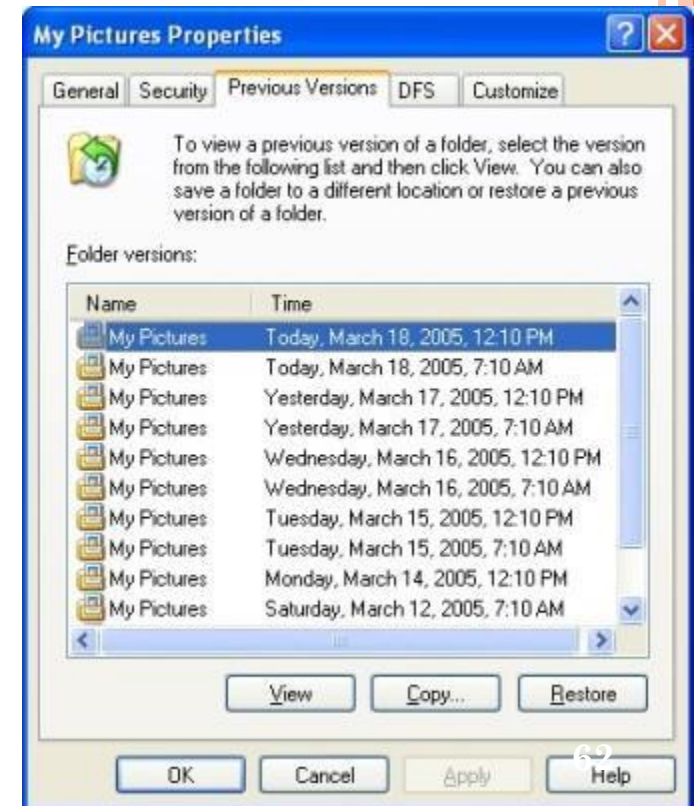 My Pictures Properties
General Security Previous Versions DFS Customize
To view a previous version of a folder, select the version
from the following list and then click View. You can also
save a folder to a different location or restore a previous
version of a folder.
Folder versions:
Name Time
My Pictures Today, March 18, 2005, 12:10 PM
My Pictures Today, March 18, 2005, 7:10 AM
My Pictures Yesterday, March 17, 2005, 12:10 PM
My Pictures Yesterday, March 17, 2005, 7:10 AM
My Pictures Wednesday, March 16, 2005, 12:10 PM
My Pictures Wednesday, March 16, 2005, 7:10 AM
My Pictures Tuesday, March 15, 2005, 12:10 PM
My Pictures Tuesday, March 15, 2005, 7:10 AM
My Pictures Monday, March 14, 2005, 12:10 PM
My Pictures Saturday, March 12, 2005, 7:10 AM
View Copy... Restore
62
OK Cancel Apply Help